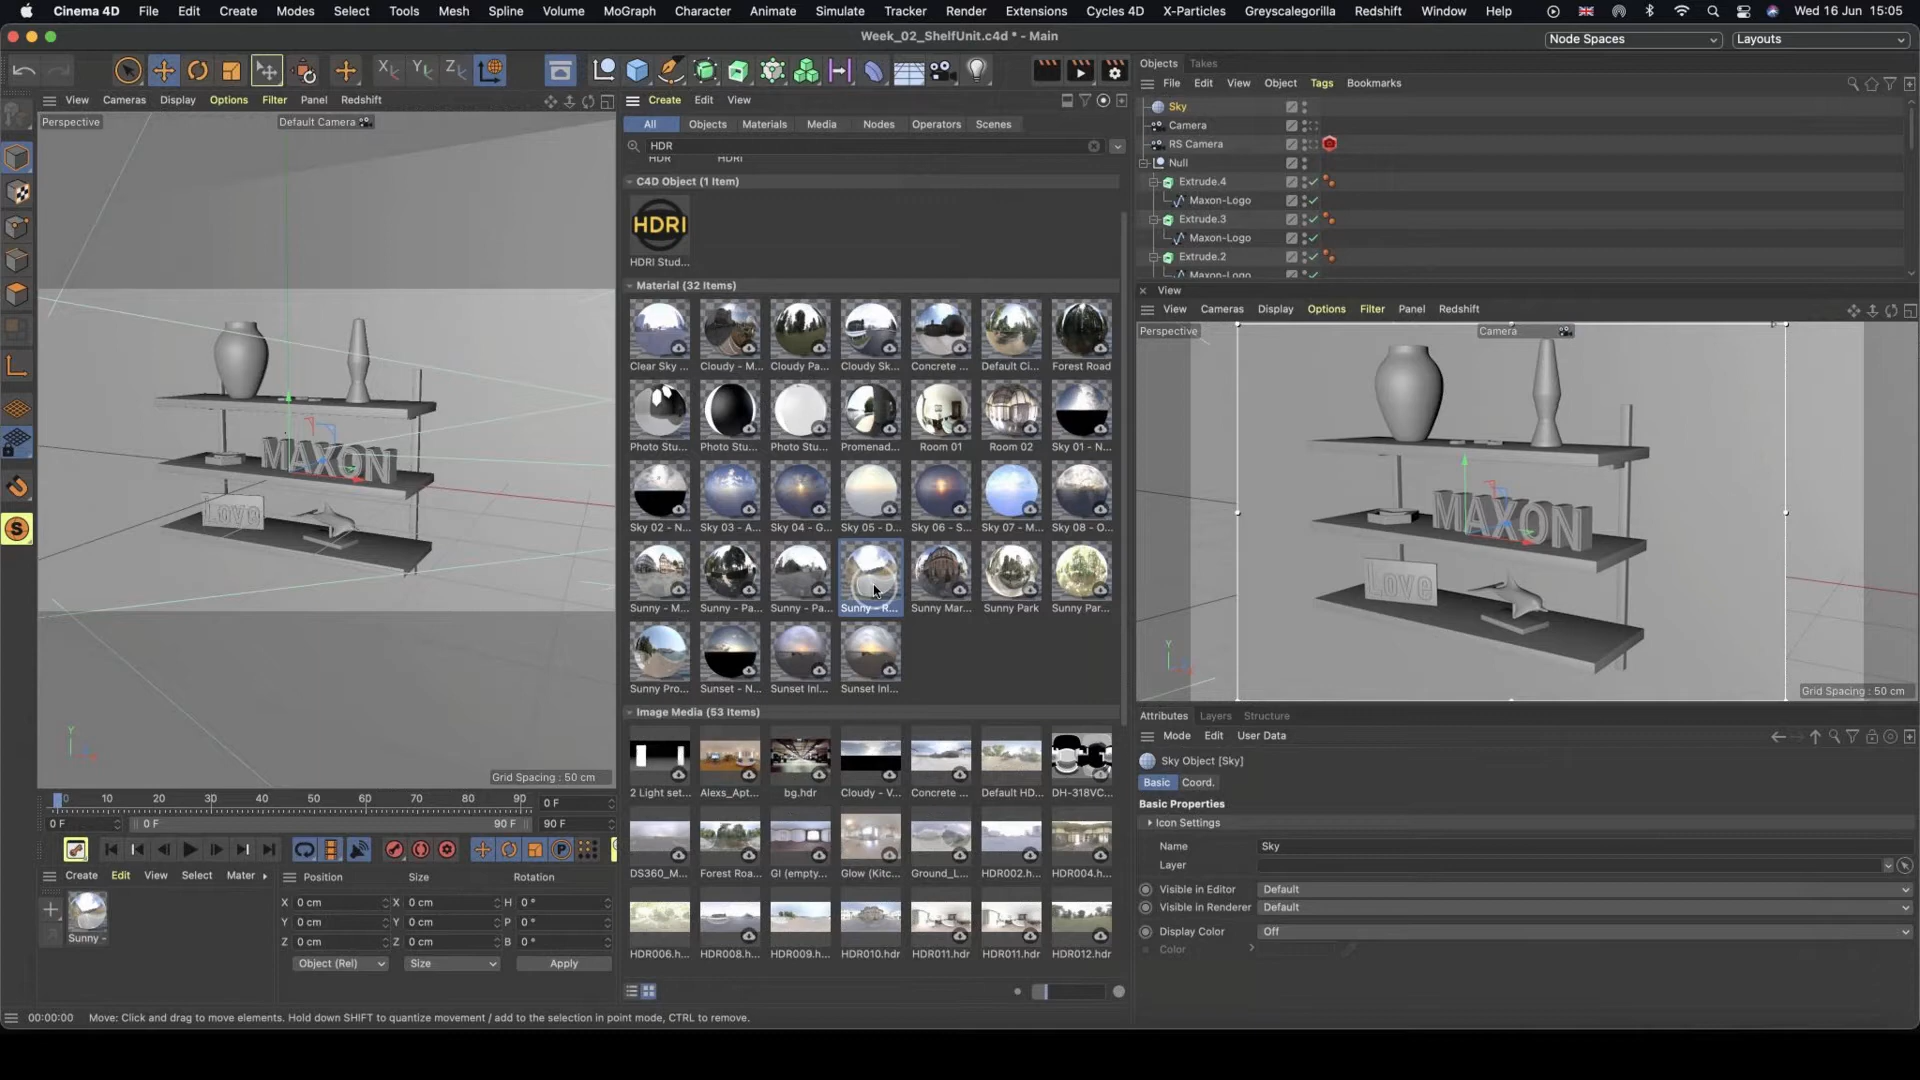 Cinema 4D File Edit Create Modes Select Tools Mesh Spline Volume MoGraph Character Animate Simulate Tracker Render Extensions Cycles 4D X-Particles Greyscalegorilla Redshift Window Help Wed 16 Jun 15:05
Week_02_ShelfUnit.c4d * - Main
Node Spaces Layouts
View Cameras Display Options Filter Panel Redshift
Perspective Default Camera
MAXON
Love
Y
Grid Spacing : 50 cm
Create Edit View
All Objects Materials Media Nodes Operators Scenes
HDR
HDR HDRI
C4D Object (1 Item)
HDRI
HDRI Stud...
Material (32 Items)
Clear Sky ... Cloudy - M... Cloudy Pa... Cloudy Sk... Concrete ... Default Ci... Forest Road
Photo Stu... Photo Stu... Photo Stu... Promenad... Room 01 Room 02 Sky 01 - N...
Sky 02 - N... Sky 03 - A... Sky 04 - G... Sky 05 - D... Sky 06 - S... Sky 07 - M... Sky 08 - O...
Sunny - M... Sunny - Pa... Sunny - Pa... Sunny - R... Sunny Mar... Sunny Park Sunny Par...
Sunny Pro... Sunset - N... Sunset Inl... Sunset Inl...
Image Media (53 Items)
2 Light set... Alexs_Apt... bg.hdr Cloudy - V... Concrete ... Default HD... DH-318VC...
DS360_M... Forest Roa... GI (empty... Glow (Kitc... Ground_L... HDR002.h... HDR004.h...
HDR006.h... HDR008.h... HDR009.h... HDR010.hdr HDR011.hdr HDR011.hdr HDR012.hdr
Objects Takes
File Edit View Object Tags Bookmarks
Sky
Camera
RS Camera
Null
Extrude.4
Maxon-Logo
Extrude.3
Maxon-Logo
Extrude.2
Maxon-Logo
View
View Cameras Display Options Filter Panel Redshift
Perspective Camera
MAXON
Love
Y
Grid Spacing : 50 cm
Attributes Layers Structure
Mode Edit User Data
Sky Object [Sky]
Basic Coord.
Basic Properties
Icon Settings
Name Sky
Layer
Visible in Editor Default
Visible in Renderer Default
Display Color Off
Color
0 10 20 30 40 50 60 70 80 90 0 F
0 F 0 F 90 F 90 F
Create Edit View Select Mater
Sunny -
Position Size Rotation
X 0 cm X 0 cm H 0 °
Y 0 cm Y 0 cm P 0 °
Z 0 cm Z 0 cm B 0 °
Object (Rel) Size Apply
00:00:00 Move: Click and drag to move elements. Hold down SHIFT to quantize movement / add to the selection in point mode, CTRL to remove.